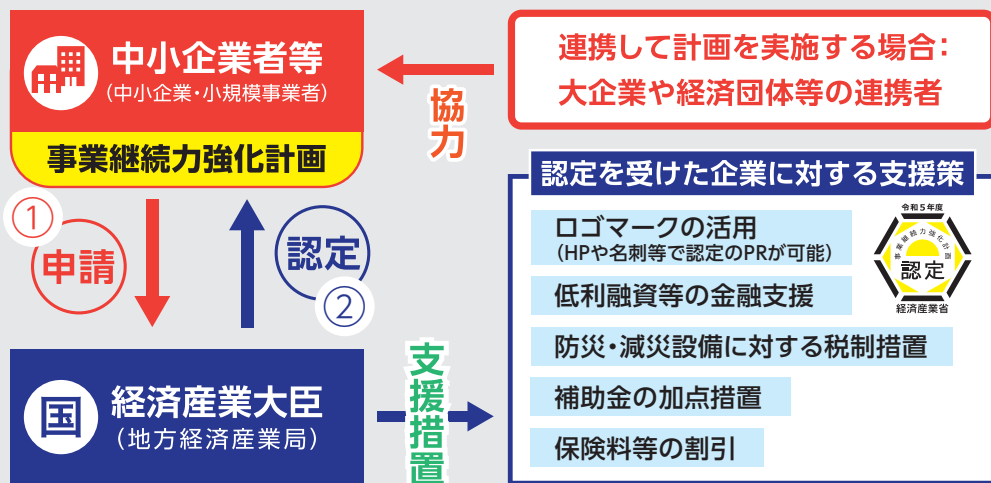 中小企業者等
(中小企業・小規模事業者)
事業継続力強化計画
協力
連携して計画を実施する場合：
大企業や経済団体等の連携者
①
申請
認定
②
国
経済産業大臣
(地方経済産業局)
支援措置
認定を受けた企業に対する支援策
ロゴマークの活用
(HPや名刺等で認定のPRが可能)
低利融資等の金融支援
防災・減災設備に対する税制措置
補助金の加点措置
保険料等の割引
令和5年度
事業継続力強化計画
認定
経済産業省